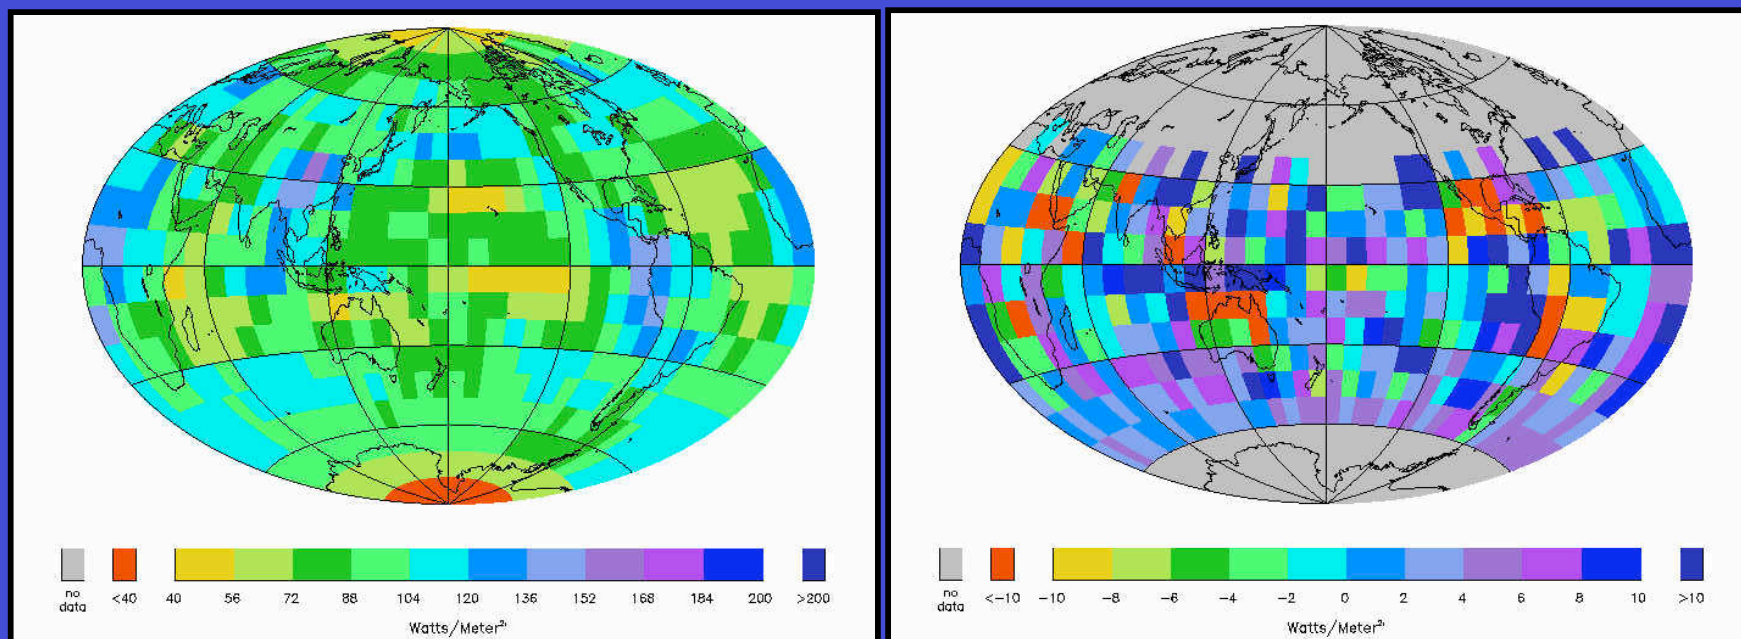 no data <40 40 56 72 88 104 120 136 152 168 184 200 >200
Watts/Meter²'
no data <-10 -10 -8 -6 -4 -2 0 2 4 6 8 10 >10
Watts/Meter²'